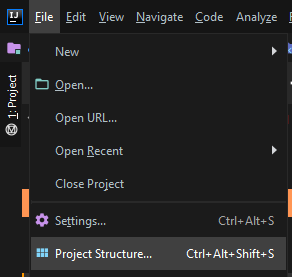 IJ File Edit View Navigate Code Analyze
New
Open...
Open URL...
Open Recent
Close Project
Settings... Ctrl+Alt+S
Project Structure... Ctrl+Alt+Shift+S
1: Project